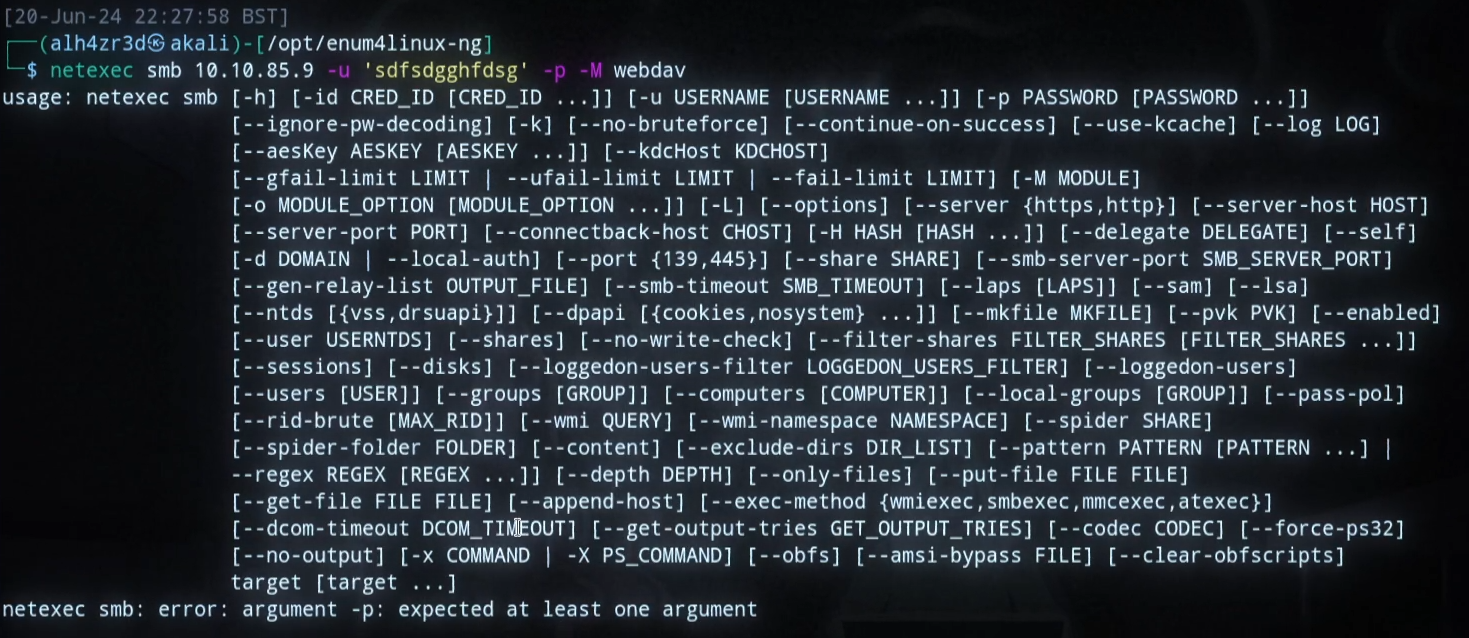 [20-Jun-24 22:27:58 BST]
┌──(alh4zr3d㉿akali)-[/opt/enum4linux-ng]
└─$ netexec smb 10.10.85.9 -u 'sdfsdgghfdsg' -p -M webdav
usage: netexec smb [-h] [-id CRED_ID [CRED_ID ...]] [-u USERNAME [USERNAME ...]] [-p PASSWORD [PASSWORD ...]]
[--ignore-pw-decoding] [-k] [--no-bruteforce] [--continue-on-success] [--use-kcache] [--log LOG]
[--aesKey AESKEY [AESKEY ...]] [--kdcHost KDCHOST]
[--gfail-limit LIMIT | --ufail-limit LIMIT | --fail-limit LIMIT] [-M MODULE]
[-o MODULE_OPTION [MODULE_OPTION ...]] [-L] [--options] [--server {https,http}] [--server-host HOST]
[--server-port PORT] [--connectback-host CHOST] [-H HASH [HASH ...]] [--delegate DELEGATE] [--self]
[-d DOMAIN | --local-auth] [--port {139,445}] [--share SHARE] [--smb-server-port SMB_SERVER_PORT]
[--gen-relay-list OUTPUT_FILE] [--smb-timeout SMB_TIMEOUT] [--laps [LAPS]] [--sam] [--lsa]
[--ntds [{vss,drsuapi}]] [--dpapi [{cookies,nosystem} ...]] [--mkfile MKFILE] [--pvk PVK] [--enabled]
[--user USERNTDS] [--shares] [--no-write-check] [--filter-shares FILTER_SHARES [FILTER_SHARES ...]]
[--sessions] [--disks] [--loggedon-users-filter LOGGEDON_USERS_FILTER] [--loggedon-users]
[--users [USER]] [--groups [GROUP]] [--computers [COMPUTER]] [--local-groups [GROUP]] [--pass-pol]
[--rid-brute [MAX_RID]] [--wmi QUERY] [--wmi-namespace NAMESPACE] [--spider SHARE]
[--spider-folder FOLDER] [--content] [--exclude-dirs DIR_LIST] [--pattern PATTERN [PATTERN ...] |
--regex REGEX [REGEX ...]] [--depth DEPTH] [--only-files] [--put-file FILE FILE]
[--get-file FILE FILE] [--append-host] [--exec-method {wmiexec,smbexec,mmcexec,atexec}]
[--dcom-timeout DCOM_TIMEOUT] [--get-output-tries GET_OUTPUT_TRIES] [--codec CODEC] [--force-ps32]
[--no-output] [-x COMMAND | -X PS_COMMAND] [--obfs] [--amsi-bypass FILE] [--clear-obfscripts]
target [target ...]
netexec smb: error: argument -p: expected at least one argument